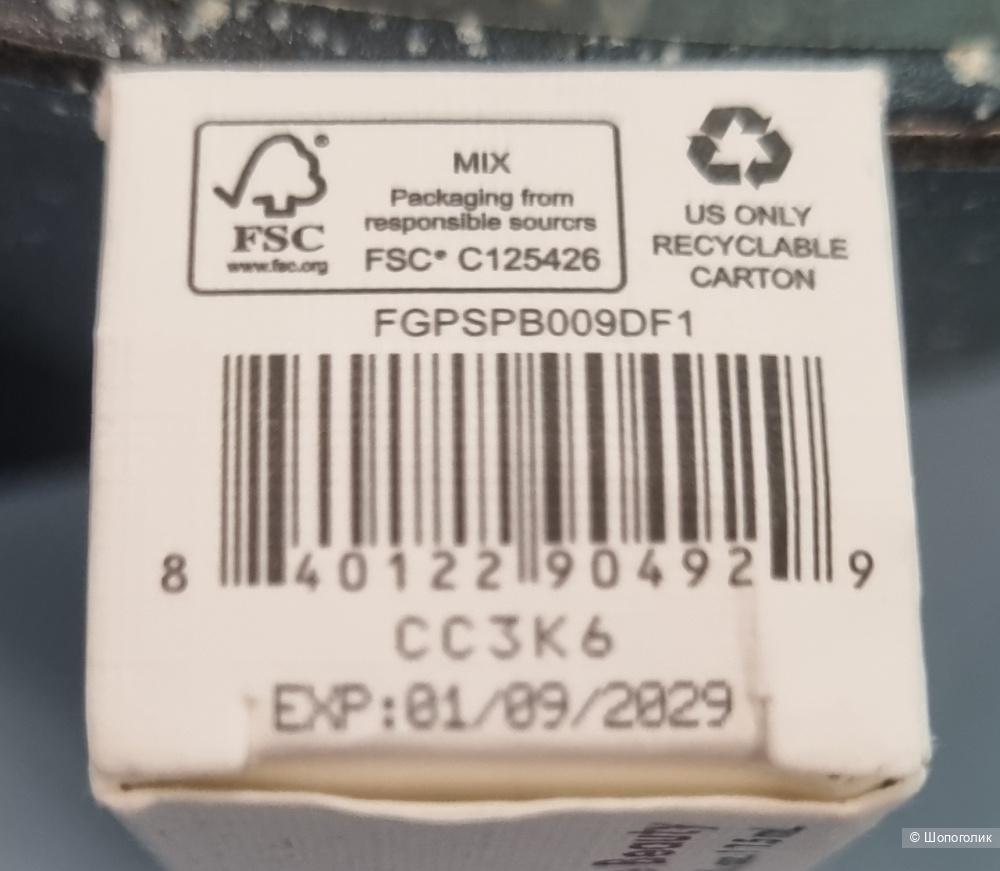 MIX
Packaging from
responsible sourcrs
FSC® C125426
FSC
www.fsc.org
US ONLY
RECYCLABLE
CARTON
FGPSPB009DF1
8 40122 90492 9
CC3K6
EXP:01/09/2029
Beauty
© Шопоголик